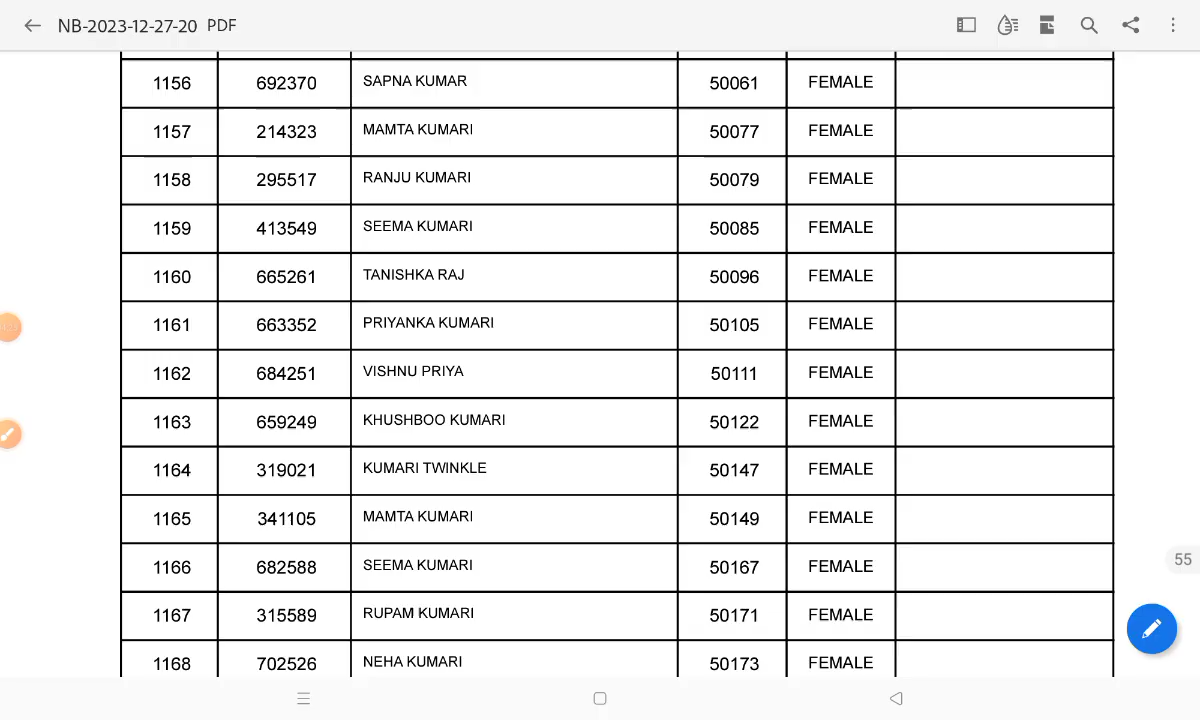 NB-2023-12-27-20 PDF
1156 692370 SAPNA KUMAR 50061 FEMALE
1157 214323 MAMTA KUMARI 50077 FEMALE
1158 295517 RANJU KUMARI 50079 FEMALE
1159 413549 SEEMA KUMARI 50085 FEMALE
1160 665261 TANISHKA RAJ 50096 FEMALE
1161 663352 PRIYANKA KUMARI 50105 FEMALE
1162 684251 VISHNU PRIYA 50111 FEMALE
1163 659249 KHUSHBOO KUMARI 50122 FEMALE
1164 319021 KUMARI TWINKLE 50147 FEMALE
1165 341105 MAMTA KUMARI 50149 FEMALE
1166 682588 SEEMA KUMARI 50167 FEMALE
55
1167 315589 RUPAM KUMARI 50171 FEMALE
1168 702526 NEHA KUMARI 50173 FEMALE